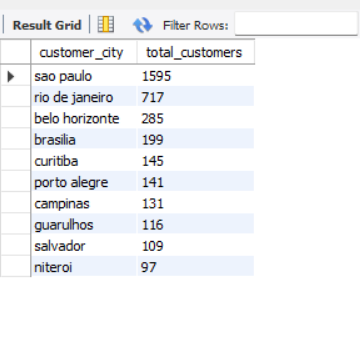 Result Grid Filter Rows:
customer_city total_customers
sao paulo 1595
rio de janeiro 717
belo horizonte 285
brasilia 199
curitiba 145
porto alegre 141
campinas 131
guarulhos 116
salvador 109
niteroi 97